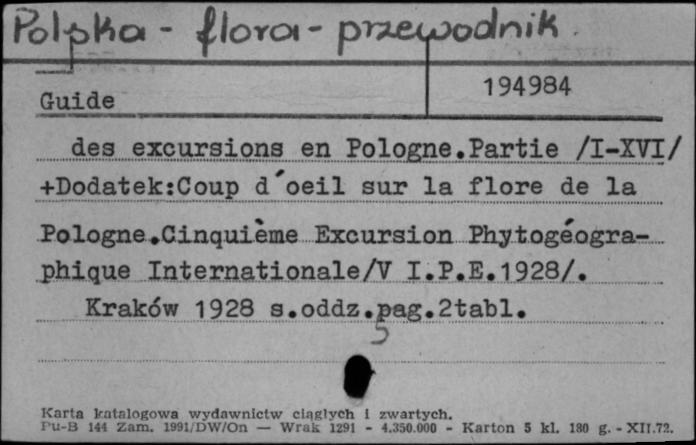 Polska - flora - przewodnik.
194984
Guide
des excursions en Pologne.Partie /I-XVI/
+Dodatek:Coup d´oeil sur la flore de la
Pologne.Cinquième Excursion Phytogéogra-
phique Internationale/V I.P.E.1928/.
Kraków 1928 s.oddz.pag.2tabl.
5
Karta katalogowa wydawnictw ciągłych i zwartych.
Pu-B 144 Zam. 1991/DW/On — Wrak 1291 - 4.350.000 - Karton 5 kl. 180 g. - XII.72.